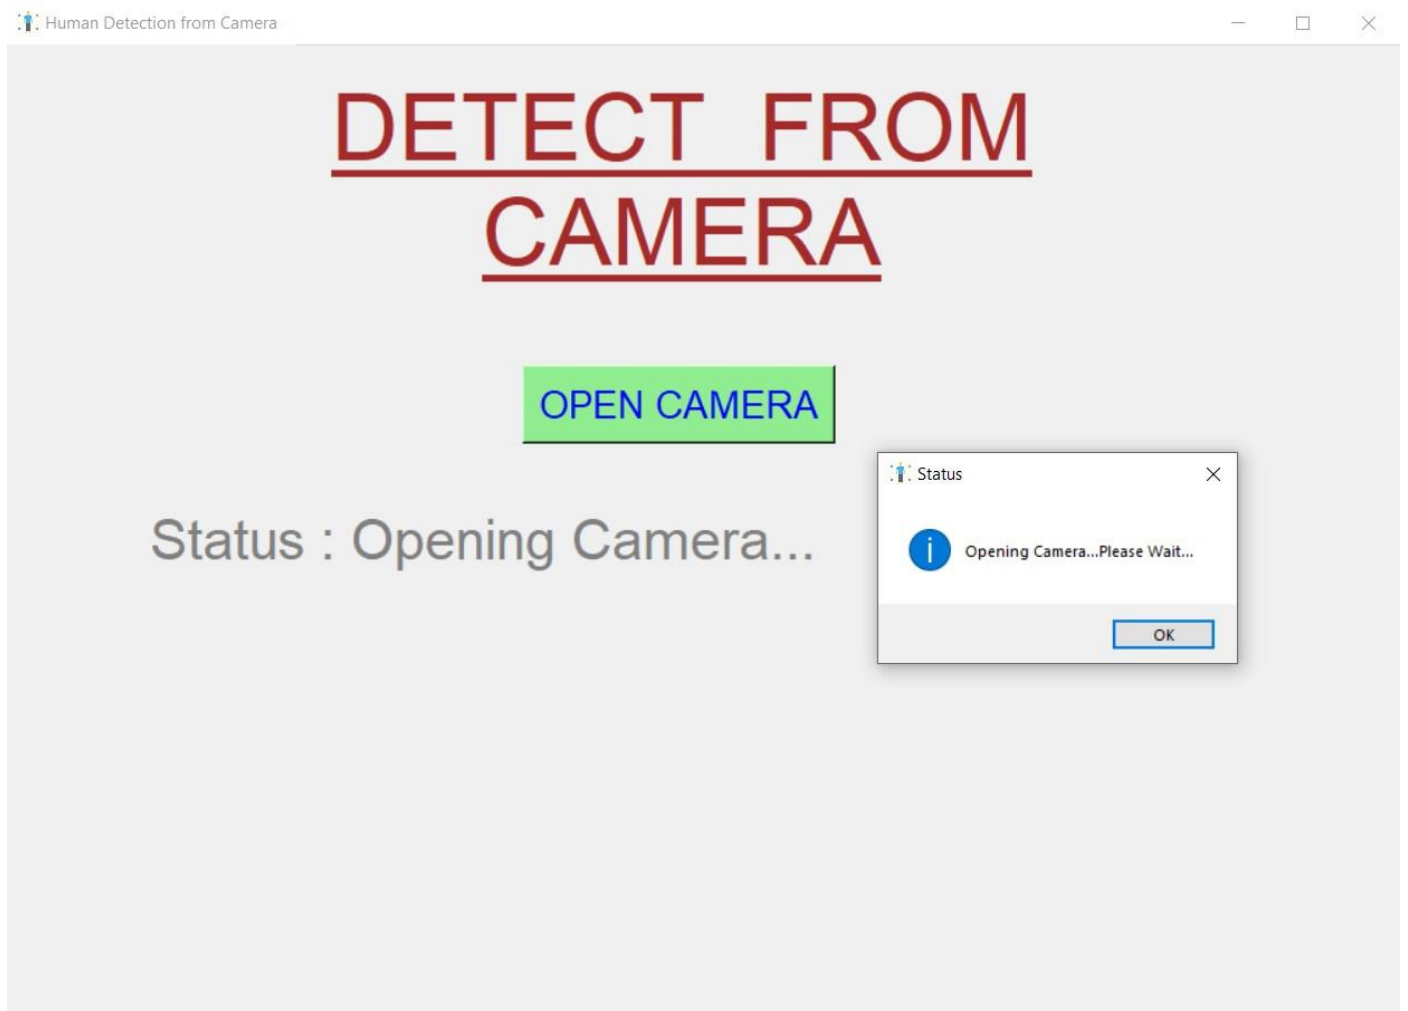 Human Detection from Camera
DETECT FROM
CAMERA
OPEN CAMERA
Status
Status : Opening Camera...
Opening Camera...Please Wait...
OK